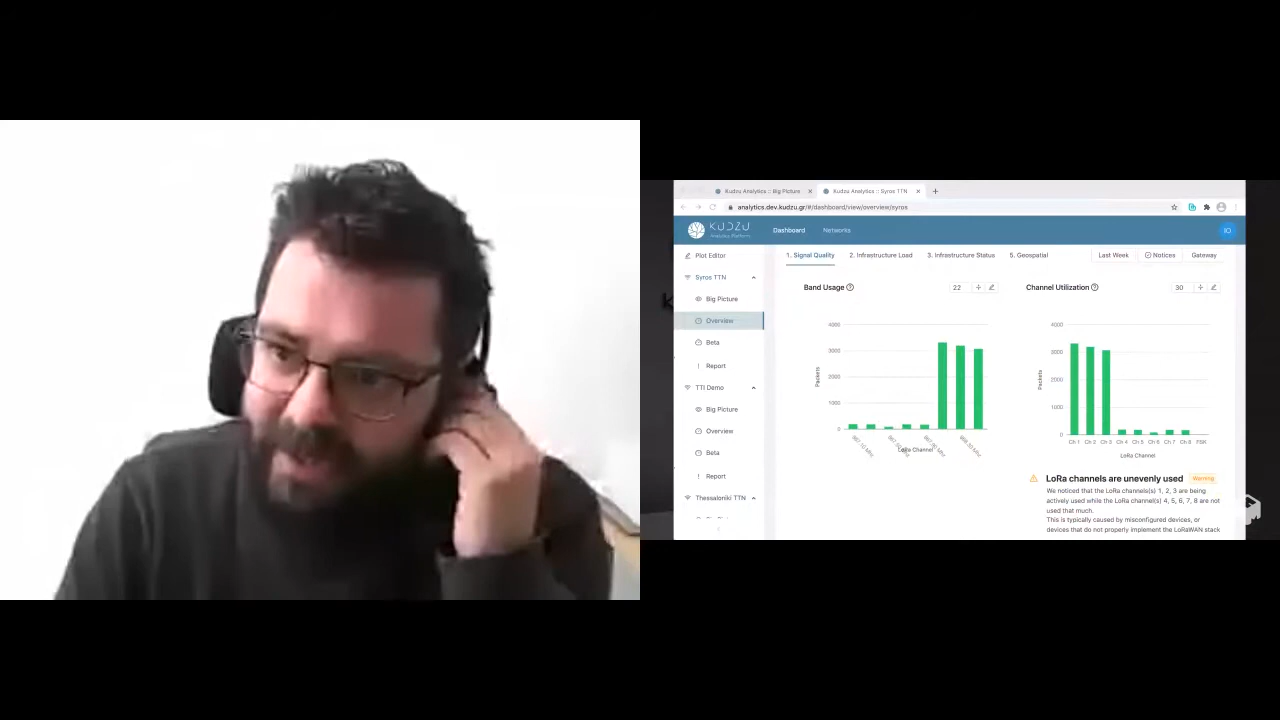 Kudzu Analytics :: Big Picture
Kudzu Analytics :: Syros TTN
analytics.dev.kudzu.gr/#/dashboard/view/overview/syros
KUDZU
Analytics Platform
Dashboard
Networks
IO
Plot Editor
Syros TTN
Big Picture
Overview
Beta
Report
TTI Demo
Big Picture
Overview
Beta
Report
Thessaloniki TTN
1. Signal Quality
2. Infrastructure Load
3. Infrastructure Status
5. Geospatial
Last Week
Notices
Gateway
Band Usage
22
4000
3000
2000
1000
0
Packets
LoRa Channel
Channel Utilization
30
4000
3000
2000
1000
0
Packets
Ch 1 Ch 2 Ch 3 Ch 4 Ch 5 Ch 6 Ch 7 Ch 8 FSK
LoRa Channel
LoRa channels are unevenly used
Warning
We noticed that the LoRa channel(s) 1, 2, 3 are being
actively used while the LoRa channel(s) 4, 5, 6, 7, 8 are not
used that much.
This is typically caused by misconfigured devices, or
devices that do not properly implement the LoRaWAN stack